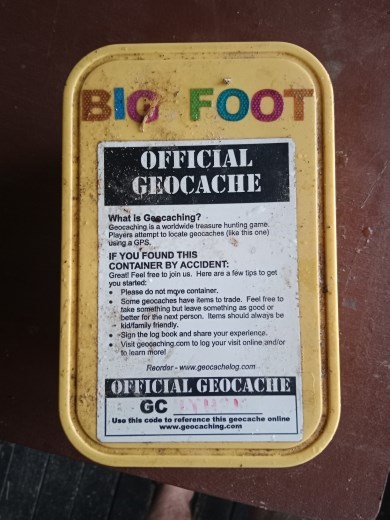 BIG FOOT
OFFICIAL
GEOCACHE
What is Geocaching?
Geocaching is a worldwide treasure hunting game.
Players attempt to locate geocaches (like this one)
using a GPS.
IF YOU FOUND THIS
CONTAINER BY ACCIDENT:
Great! Feel free to join us. Here are a few tips to get
you started:
• Please do not move container.
• Some geocaches have items to trade. Feel free to
take something but leave something as good or
better for the next person. Items should always be
kid/family friendly.
• Sign the log book and share your experience.
• Visit geocaching.com to log your visit online and/or
to learn more!
Reorder - www.geocachelog.com
OFFICIAL GEOCACHE
GC
Use this code to reference this geocache online
www.geocaching.com